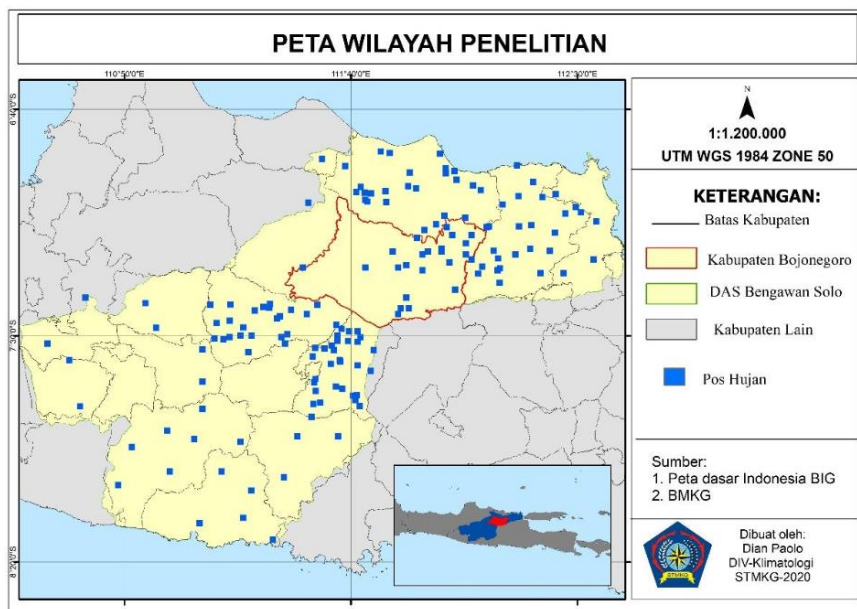 PETA WILAYAH PENELITIAN
110°50'0"E
111°40'0"E
112°30'0"E
6°40'0"S
7°30'0"S
8°20'0"S
N
1:1.200.000
UTM WGS 1984 ZONE 50
KETERANGAN:
Batas Kabupaten
Kabupaten Bojonegoro
DAS Bengawan Solo
Kabupaten Lain
Pos Hujan
Sumber:
1. Peta dasar Indonesia BIG
2. BMKG
STMKG
Dibuat oleh:
Dian Paolo
DIV-Klimatologi
STMKG-2020